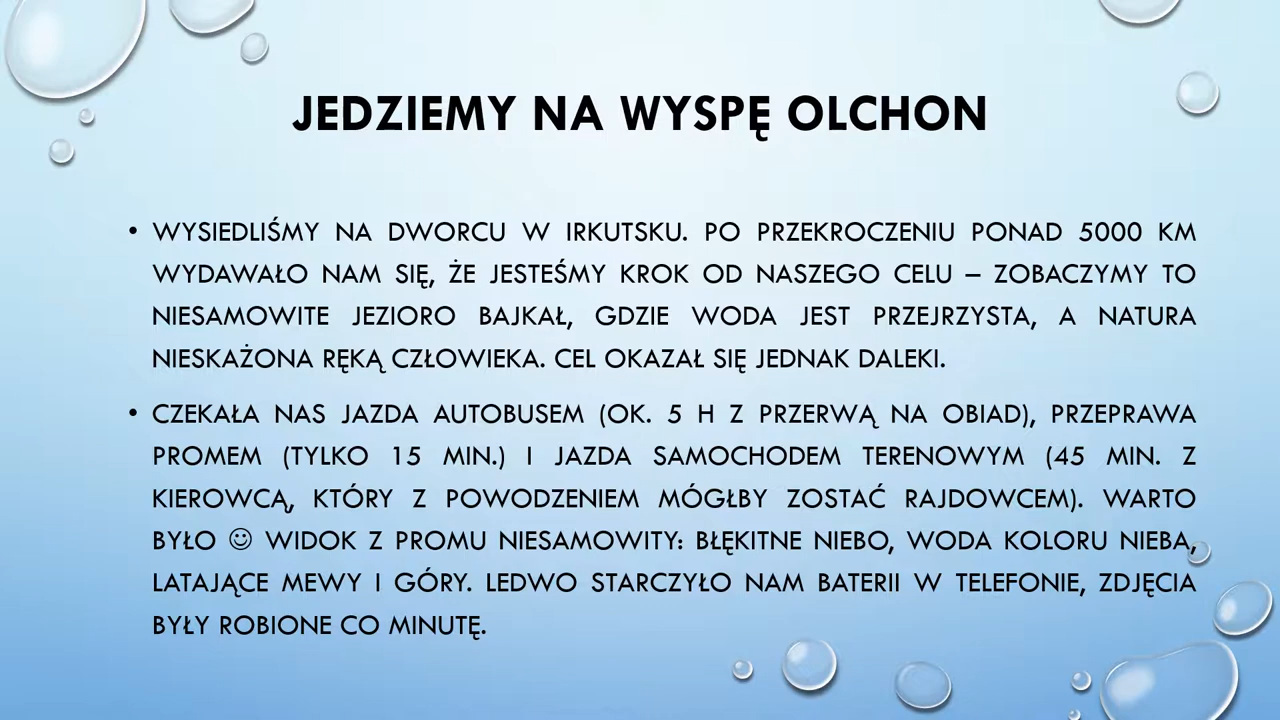 JEDZIEMY NA WYSPĘ OLCHON
• WYSIEDLIŚMY NA DWORCU W IRKUTSKU. PO PRZEKROCZENIU PONAD 5000 KM
WYDAWAŁO NAM SIĘ, ŻE JESTEŚMY KROK OD NASZEGO CELU – ZOBACZYMY TO
NIESAMOWITE JEZIORO BAJKAŁ, GDZIE WODA JEST PRZEJRZYSTA, A NATURA
NIESKAŻONA RĘKĄ CZŁOWIEKA. CEL OKAZAŁ SIĘ JEDNAK DALEKI.
• CZEKAŁA NAS JAZDA AUTOBUSEM (OK. 5 H Z PRZERWĄ NA OBIAD), PRZEPRAWA
PROMEM (TYLKO 15 MIN.) I JAZDA SAMOCHODEM TERENOWYM (45 MIN. Z
KIEROWCĄ, KTÓRY Z POWODZENIEM MÓGŁBY ZOSTAĆ RAJDOWCEM). WARTO
BYŁO ☺ WIDOK Z PROMU NIESAMOWITY: BŁĘKITNE NIEBO, WODA KOLORU NIEBA,
LATAJĄCE MEWY I GÓRY. LEDWO STARCZYŁO NAM BATERII W TELEFONIE, ZDJĘCIA
BYŁY ROBIONE CO MINUTĘ.